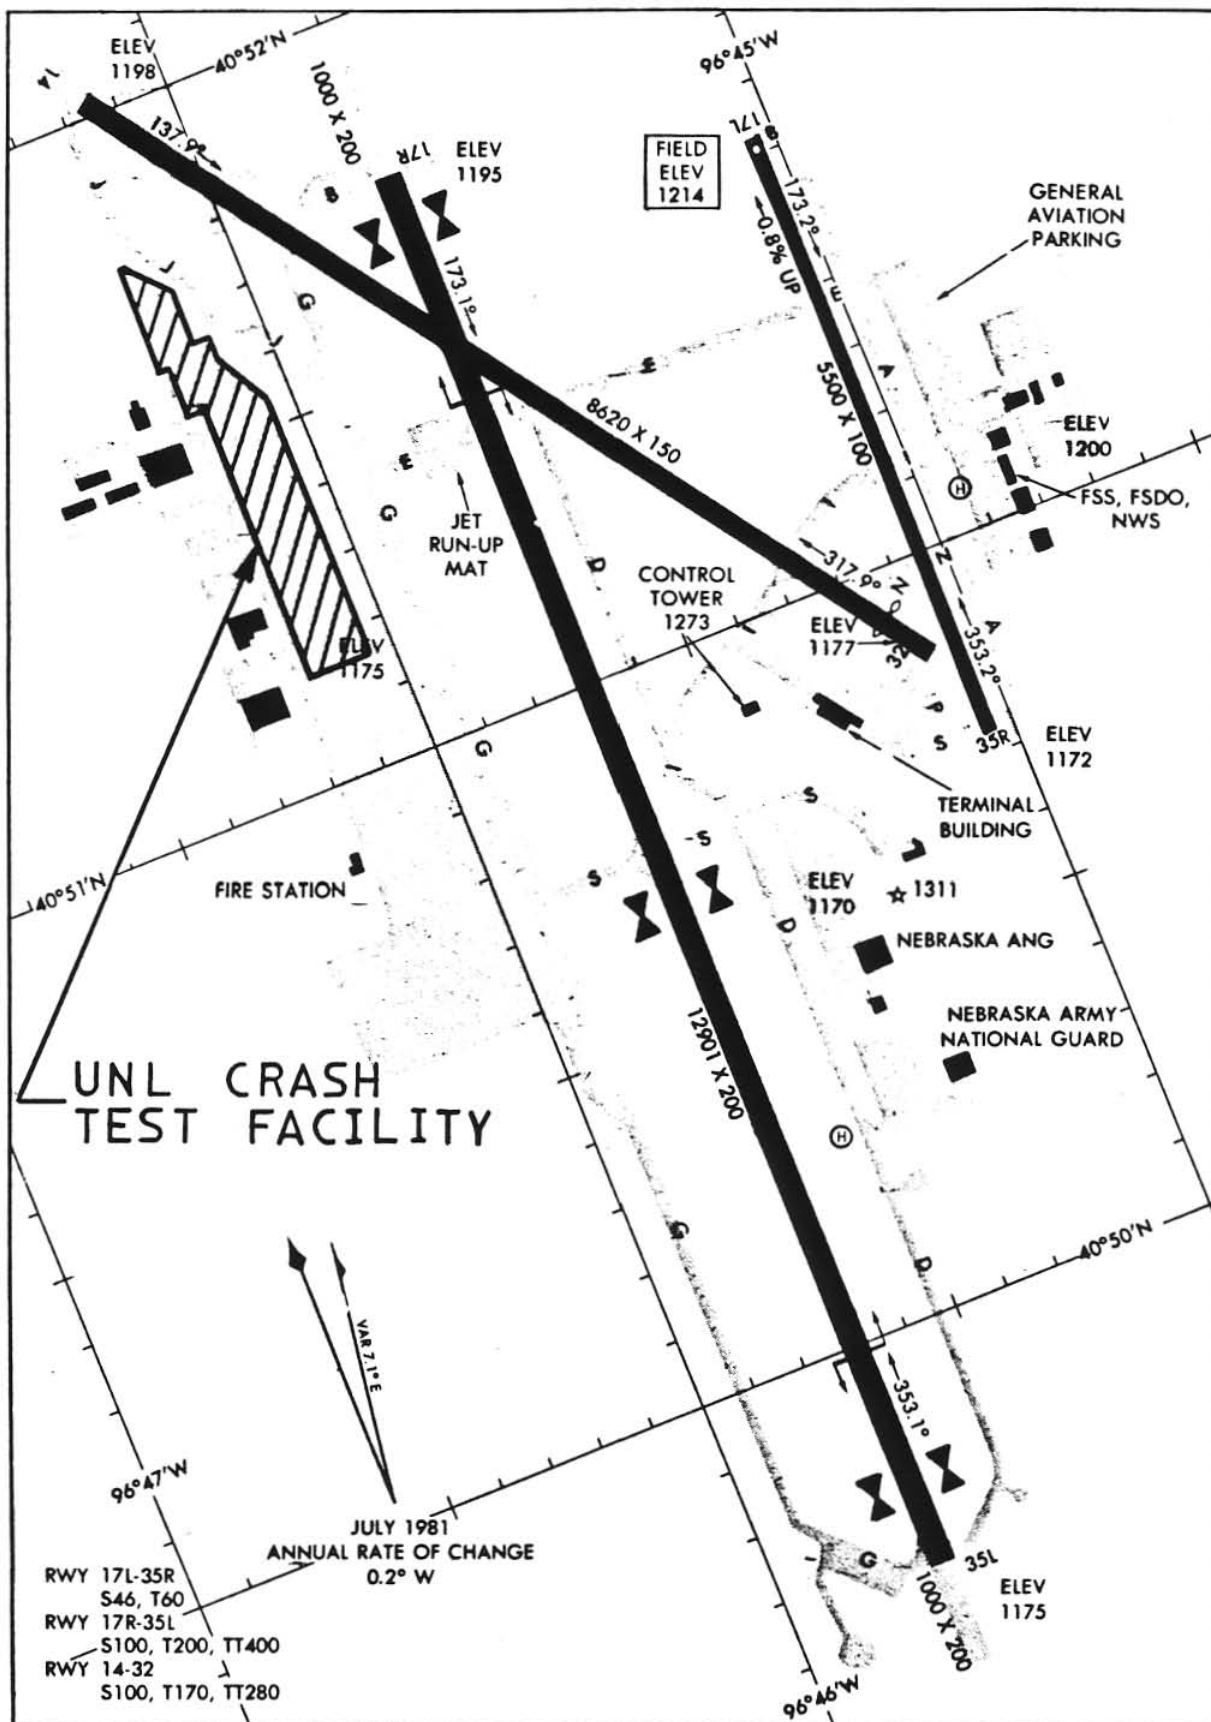 ELEV
1198
40°52'N
14
137.9°
1000 X 200
17R
ELEV
1195
173.1°
96°45'W
FIELD
ELEV
1214
17L
173.2°
0.8% UP
5500 X 100
GENERAL
AVIATION
PARKING
B
B
G
G
G
G
G
G
E
E
E
8620 X 150
JET
RUN-UP
MAT
A
A
H
ELEV
1200
FSS, FSDO,
NWS
Z
N
D
D
D
CONTROL
TOWER
1273
317.9°
ELEV
1177
32
353.2°
ELEV
1175
P
S
S
S
S
35R
ELEV
1172
TERMINAL
BUILDING
40°51'N
FIRE STATION
ELEV
1170
1311
NEBRASKA ANG
NEBRASKA ARMY
NATIONAL GUARD
12901 X 200
UNL CRASH
TEST FACILITY
H
40°50'N
VAR 7.1° E
353.1°
96°47'W
JULY 1981
ANNUAL RATE OF CHANGE
0.2° W
35L
ELEV
1175
1000 X 200
96°46'W
RWY 17L-35R
S46, T60
RWY 17R-35L
S100, T200, TT400
RWY 14-32
S100, T170, TT280